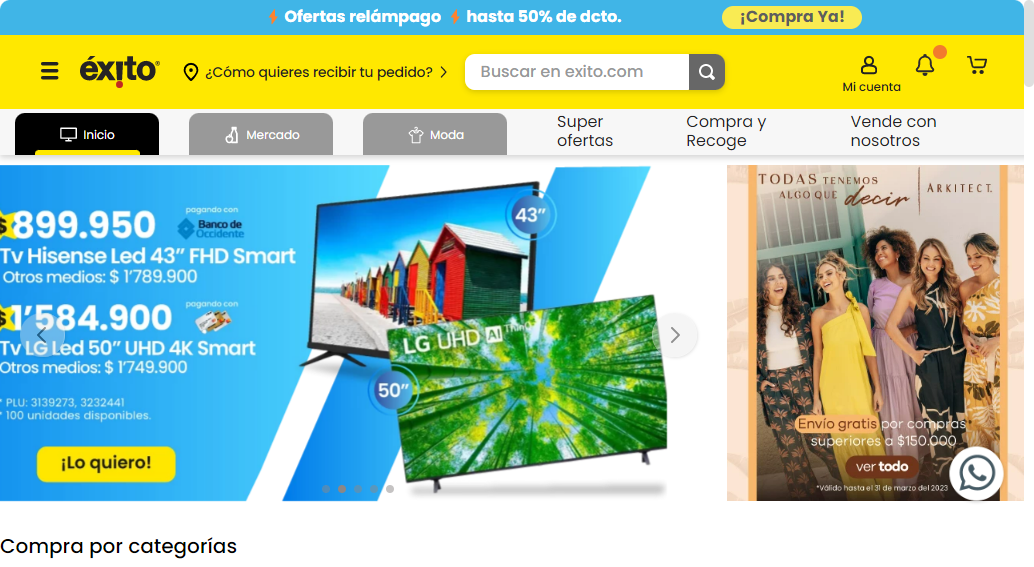 Ofertas relámpago hasta 50% de dcto. ¡Compra Ya!
éxito
¿Cómo quieres recibir tu pedido?
Buscar en exito.com
Mi cuenta
Inicio
Mercado
Moda
Super ofertas
Compra y Recoge
Vende con nosotros
$899.950
pagando con
Banco de Occidente
Tv Hisense Led 43” FHD Smart
Otros medios: $ 1'789.900
$1'584.900
pagando con
Tv LG Led 50” UHD 4K Smart
Otros medios: $ 1'749.900
* PLU: 3139273, 3232441
* 100 unidades disponibles.
¡Lo quiero!
43”
LG UHD AI ThinQ
50”
TODAS TENEMOS
ALGO QUE decir
ARKITECT.
Envío gratis por compras
superiores a $150.000
ver todo
*Válido hasta el 31 de marzo del 2023
Compra por categorías